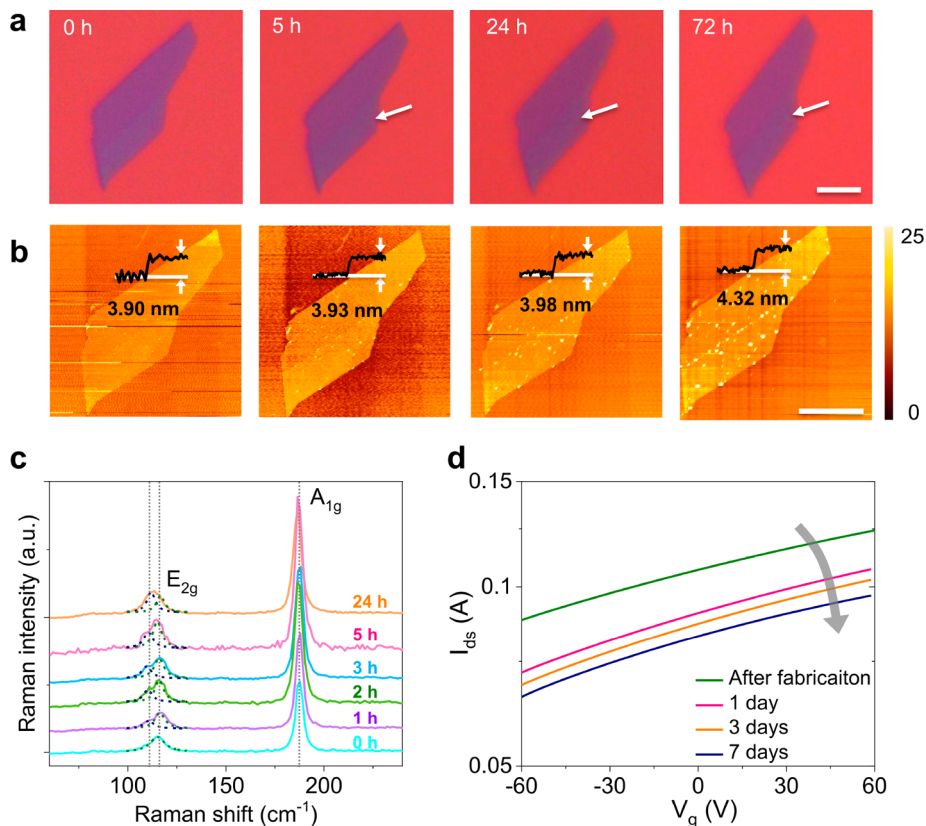 a
0 h
5 h
24 h
72 h
b
3.90 nm
3.93 nm
3.98 nm
4.32 nm
25
0
c
Raman intensity (a.u.)
A1g
E2g
24 h
5 h
3 h
2 h
1 h
0 h
100
150
200
Raman shift (cm-1)
d
Ids (A)
0.15
0.1
0.05
After fabricaiton
1 day
3 days
7 days
-60
-30
0
30
60
Vg (V)